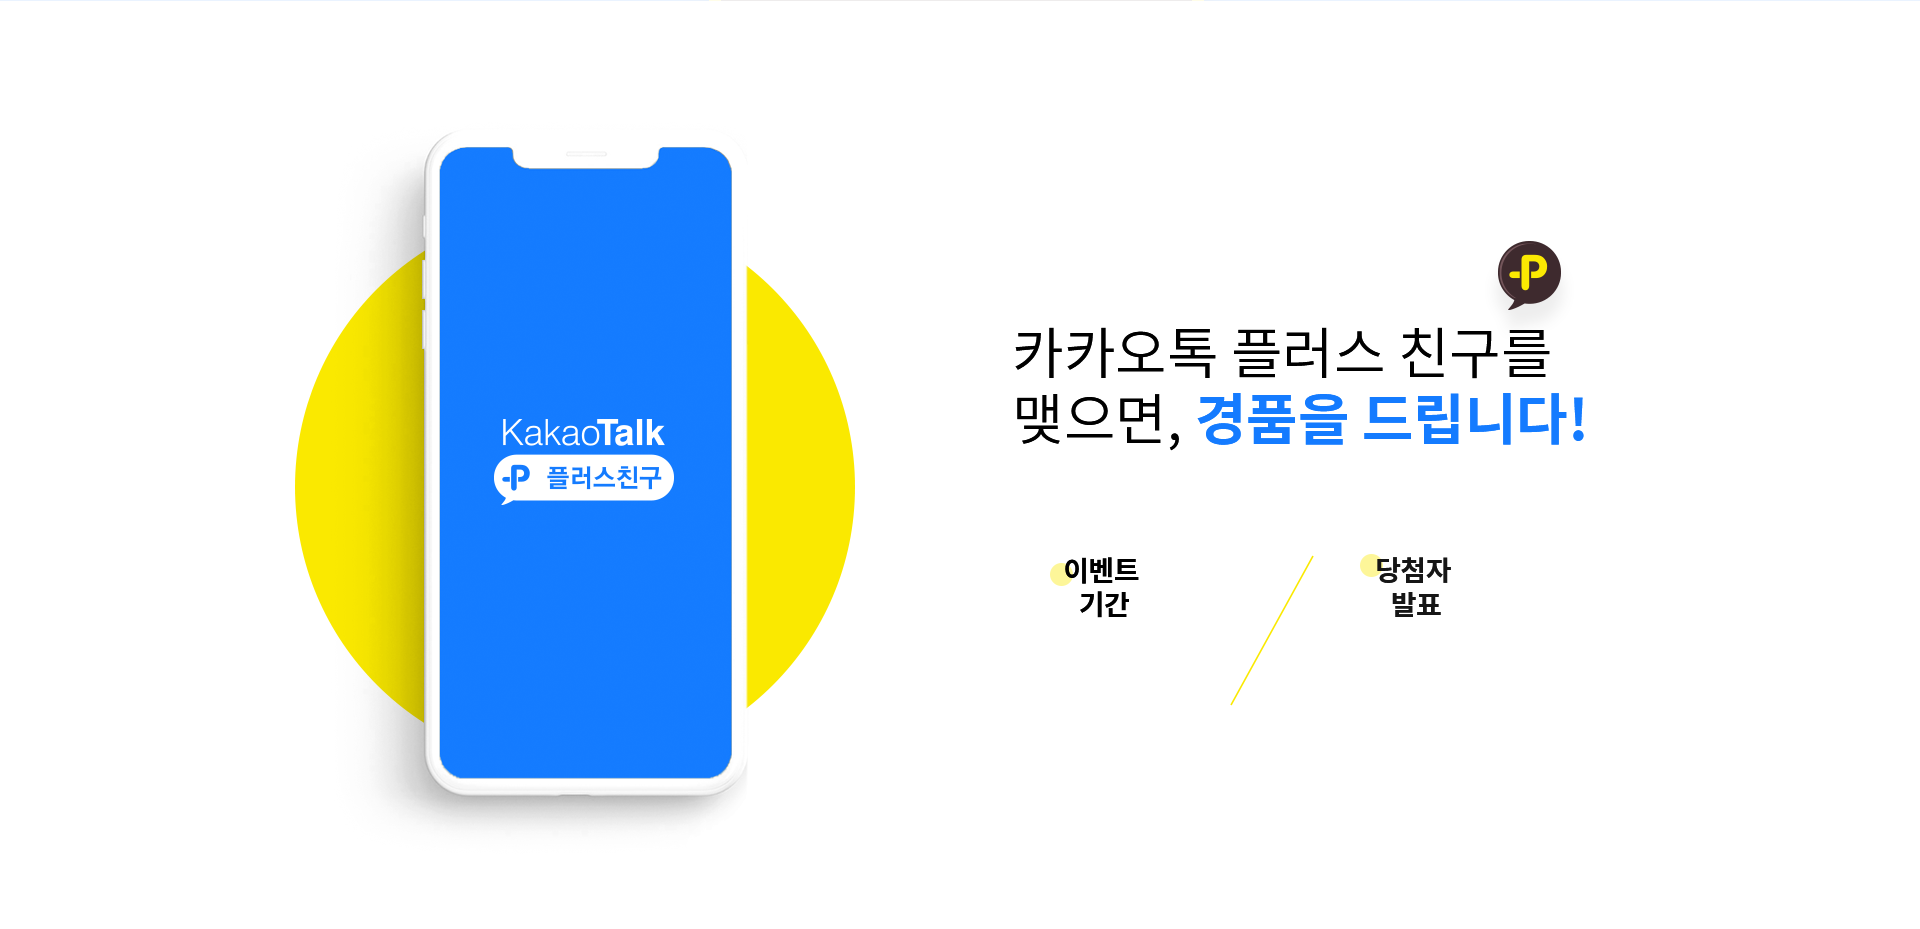 KakaoTalk
플러스친구
카카오톡 플러스 친구를
맺으면, 경품을 드립니다!
이벤트
기간
당첨자
발표